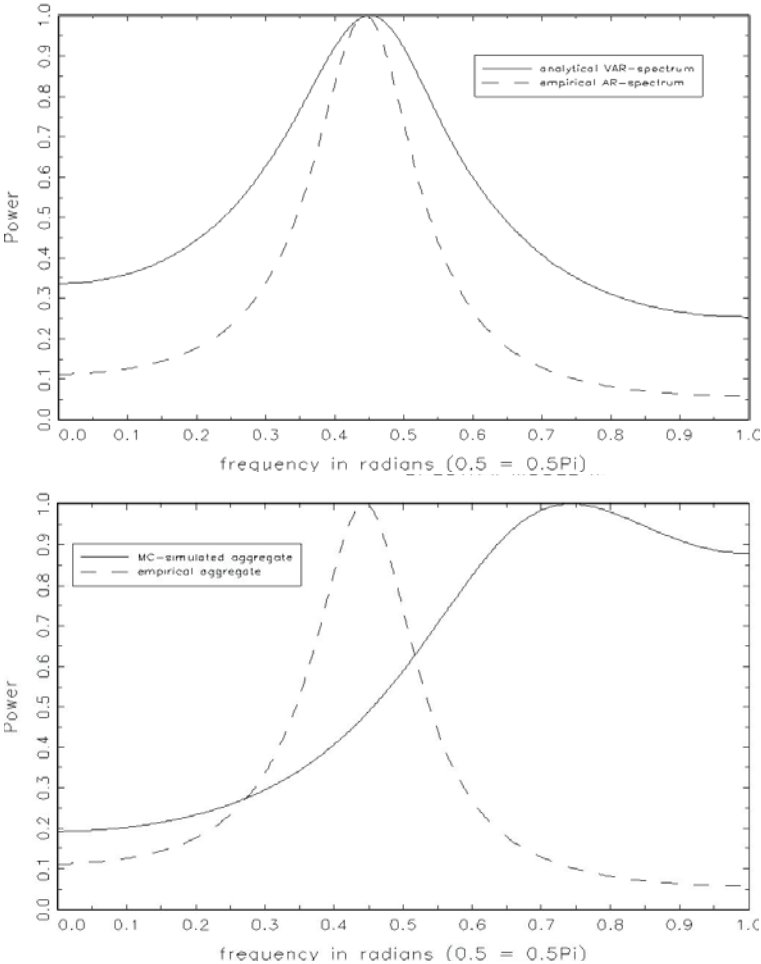 1.0
0.9
0.8
0.7
0.6
0.5
0.4
0.3
0.2
0.1
0.0
Power
analytical VAR-spectrum
empirical AR-spectrum
0.0 0.1 0.2 0.3 0.4 0.5 0.6 0.7 0.8 0.9 1.0
frequency in radians (0.5 = 0.5Pi)
1.0
0.9
0.8
0.7
0.6
0.5
0.4
0.3
0.2
0.1
0.0
Power
MC-simulated aggregate
empirical aggregate
0.0 0.1 0.2 0.3 0.4 0.5 0.6 0.7 0.8 0.9 1.0
frequency in radians (0.5 = 0.5Pi)